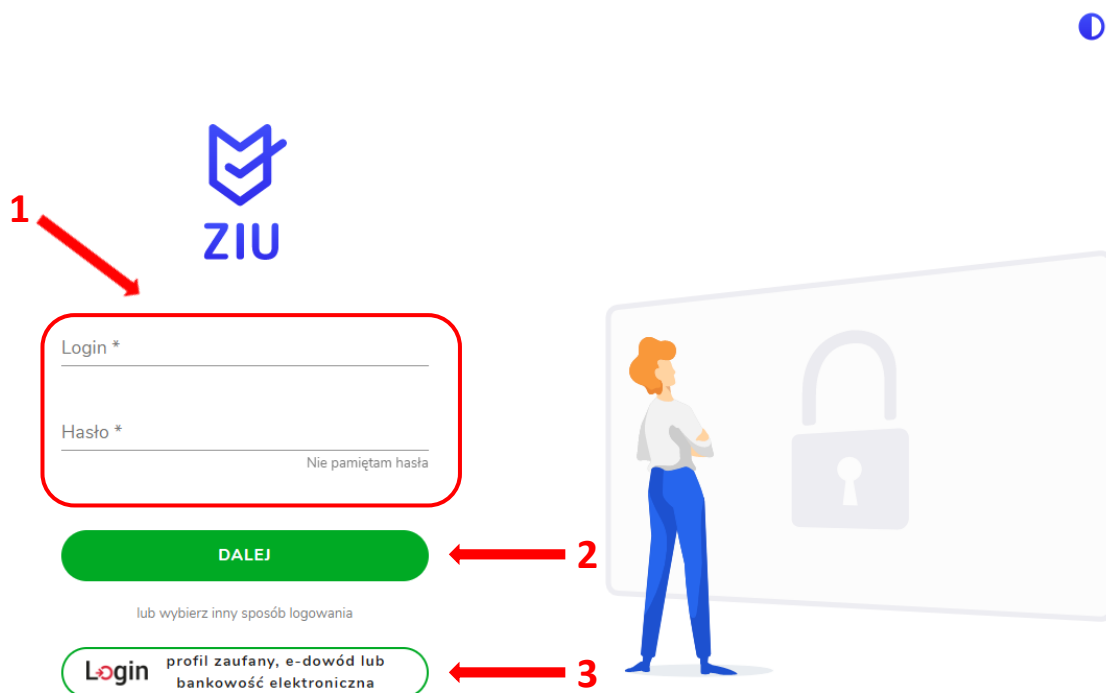 1
ZIU
Login *
Hasło *
Nie pamiętam hasła
DALEJ
2
lub wybierz inny sposób logowania
Login profil zaufany, e-dowód lub
bankowość elektroniczna
3